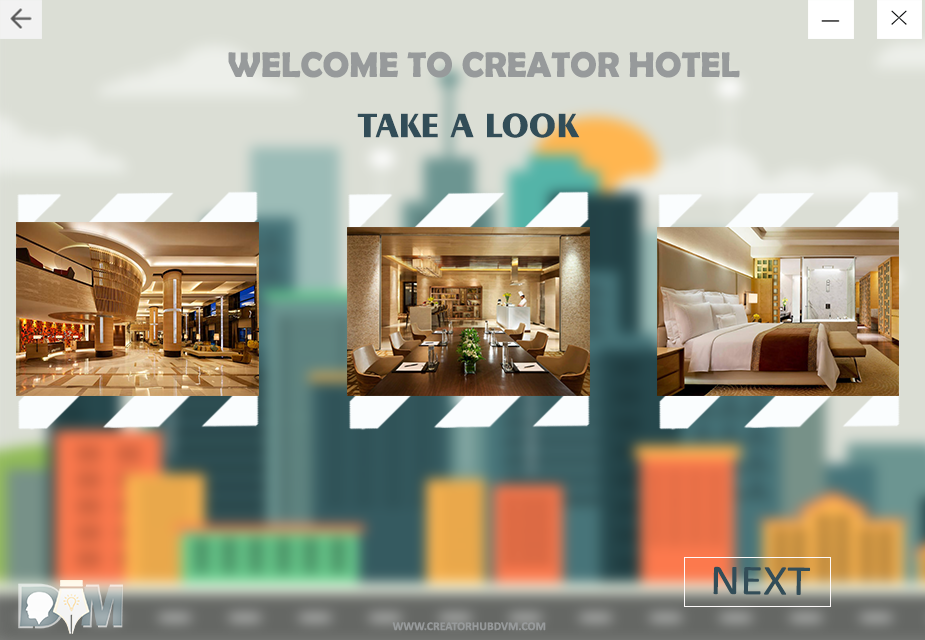 WELCOME TO CREATOR HOTEL
TAKE A LOOK
NEXT
DVM
WWW.CREATORHUBDVM.COM